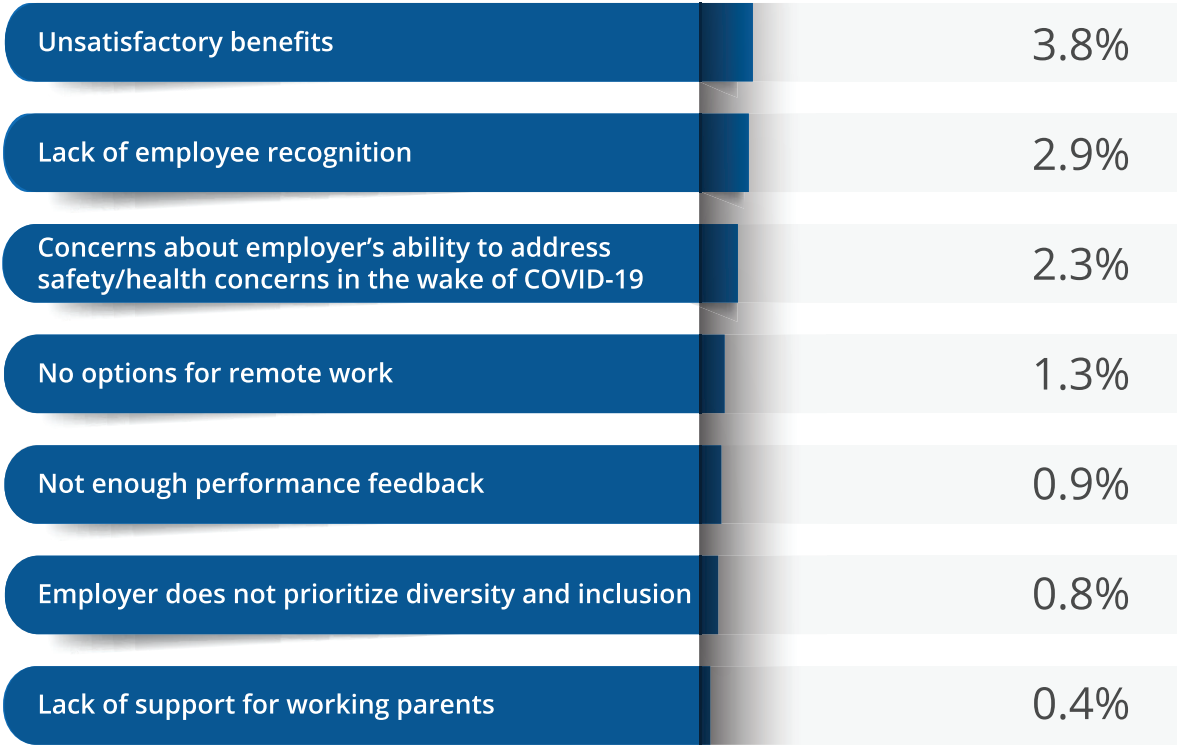 Unsatisfactory benefits 3.8%
Lack of employee recognition 2.9%
Concerns about employer’s ability to address
safety/health concerns in the wake of COVID-19 2.3%
No options for remote work 1.3%
Not enough performance feedback 0.9%
Employer does not prioritize diversity and inclusion 0.8%
Lack of support for working parents 0.4%